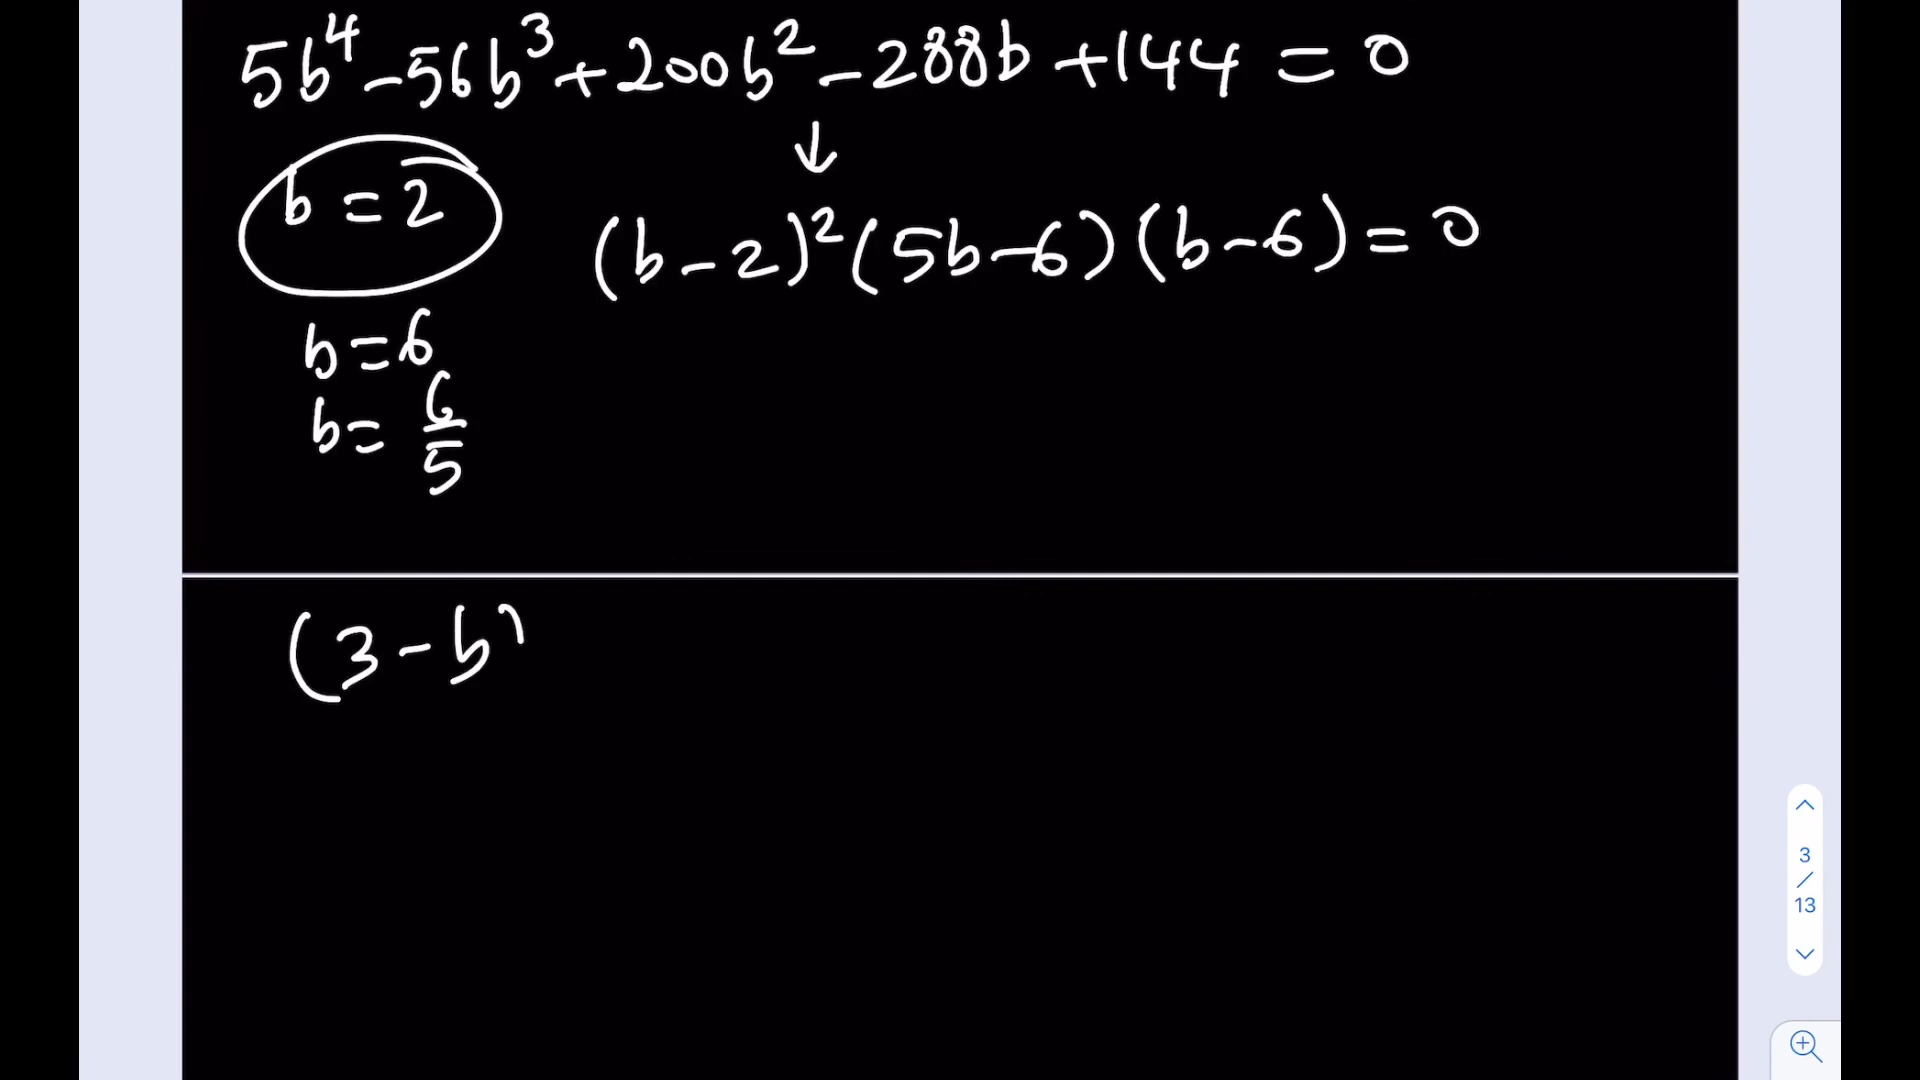 5b⁴-56b³+200b²-288b+144=0
↓
b=2
(b-2)²(5b-6)(b-6)=0
b=6
b=6/5
(3-b)
3
/
13